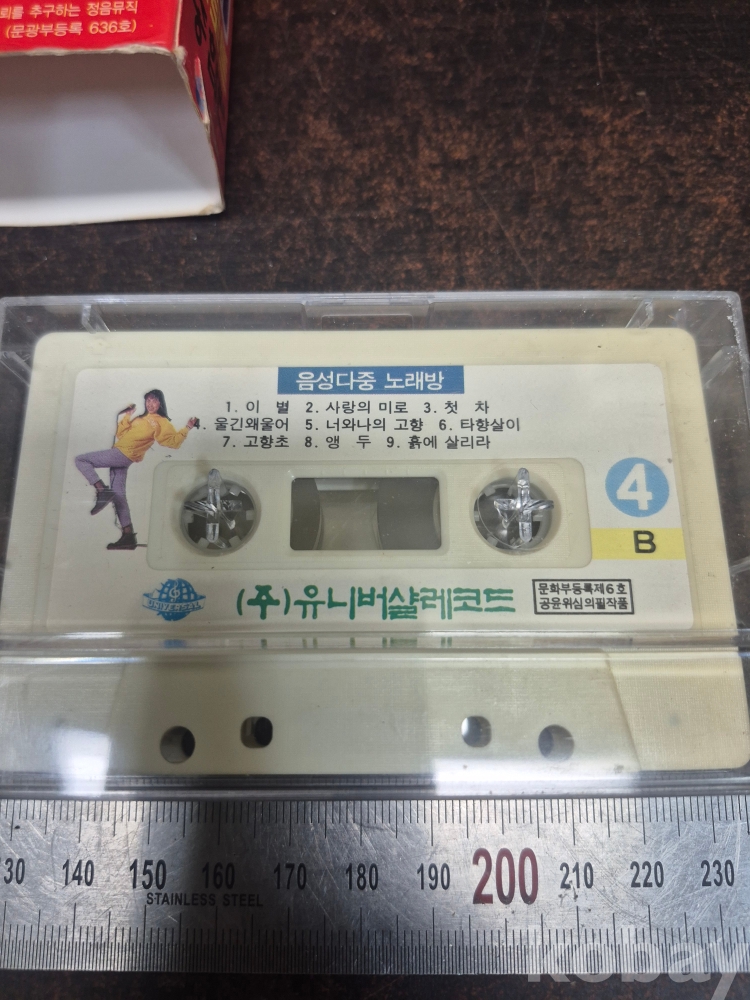 뢰를 추구하는 정음뮤직
(문광부등록 636호)
음성다중 노래방
1. 이 별 2. 사랑의 미로 3. 첫 차
4. 울긴왜울어 5. 너와나의 고향 6. 타향살이
7. 고향초 8. 앵 두 9. 흙에 살리라
4
B
UNIVERSAL
(주)유니버샬레코드
문화부등록제6호
공윤위심의필작품
30 140 150 160 170 180 190 200 210 220 230
STAINLESS STEEL
kobay